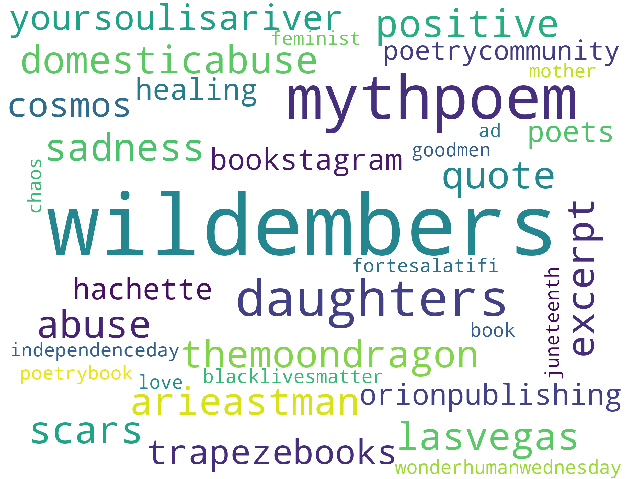 yoursoulisariver
positive
feminist
domesticabuse
poetrycommunity
mother
cosmos
healing
mythpoem
ad
poets
sadness
bookstagram
goodmen
quote
chaos
wildembers
excerpt
fortesalatifi
hachette
daughters
juneteenth
abuse
book
independenceday
themoondragon
poetrybook
love
blacklivesmatter
arieastman
orionpublishing
scars
trapezebooks
lasvegas
wonderhumanwednesday